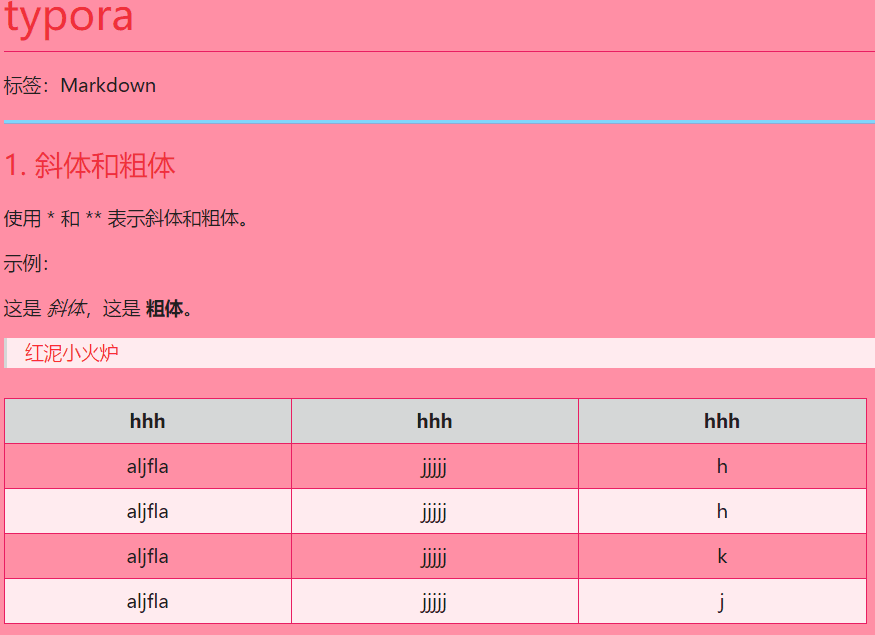 typora
标签：Markdown
1. 斜体和粗体
使用 * 和 ** 表示斜体和粗体。
示例：
这是 斜体，这是 粗体。
红泥小火炉
hhh hhh hhh
aljfla jjjjj h
aljfla jjjjj h
aljfla jjjjj k
aljfla jjjjj j